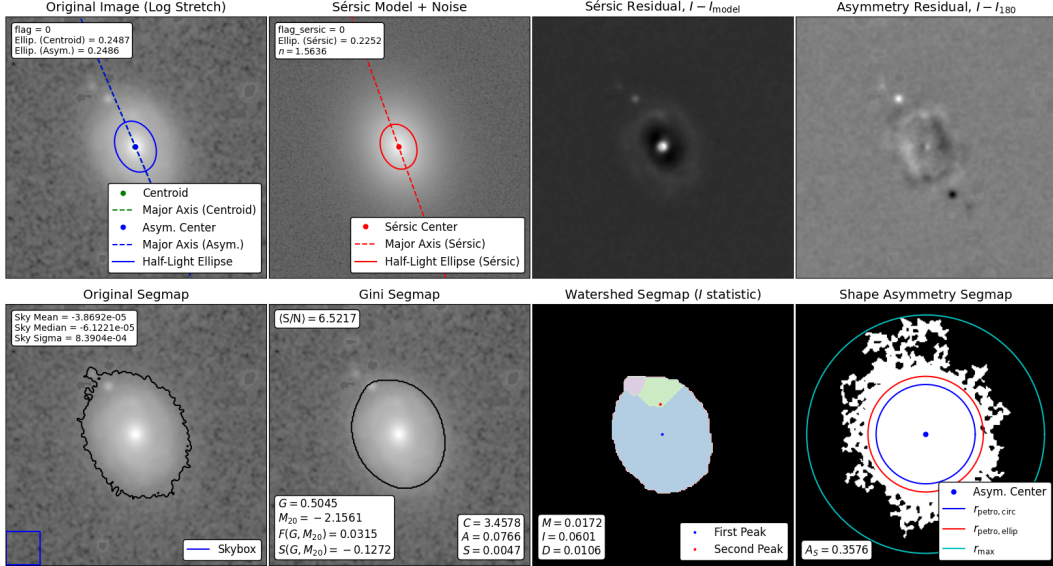 Original Image (Log Stretch)
flag = 0
Ellip. (Centroid) = 0.2487
Ellip. (Asym.) = 0.2486
Centroid
Major Axis (Centroid)
Asym. Center
Major Axis (Asym.)
Half-Light Ellipse
Sérsic Model + Noise
flag_sersic = 0
Ellip. (Sérsic) = 0.2252
n = 1.5636
Sérsic Center
Major Axis (Sérsic)
Half-Light Ellipse (Sérsic)
Sérsic Residual, I − I_model
Asymmetry Residual, I − I_180
Original Segmap
Sky Mean = -3.8692e-05
Sky Median = -6.1221e-05
Sky Sigma = 8.3904e-04
Skybox
Gini Segmap
⟨S/N⟩ = 6.5217
G = 0.5045
M_20 = −2.1561
F(G, M_20) = 0.0315
S(G, M_20) = −0.1272
C = 3.4578
A = 0.0766
S = 0.0047
Watershed Segmap (I statistic)
M = 0.0172
I = 0.0601
D = 0.0106
First Peak
Second Peak
Shape Asymmetry Segmap
A_S = 0.3576
Asym. Center
r_petro, circ
r_petro, ellip
r_max